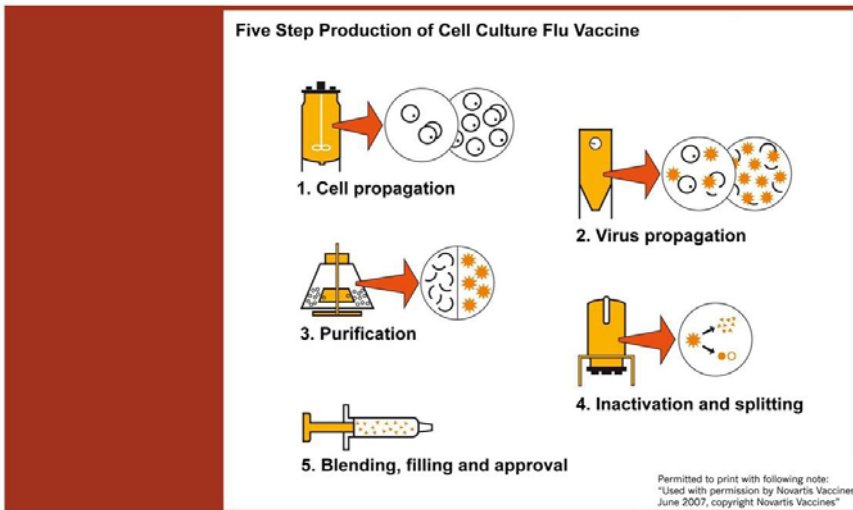 Five Step Production of Cell Culture Flu Vaccine
1. Cell propagation
2. Virus propagation
3. Purification
4. Inactivation and splitting
5. Blending, filling and approval
Permitted to print with following note:
"Used with permission by Novartis Vaccines
June 2007, copyright Novartis Vaccines"